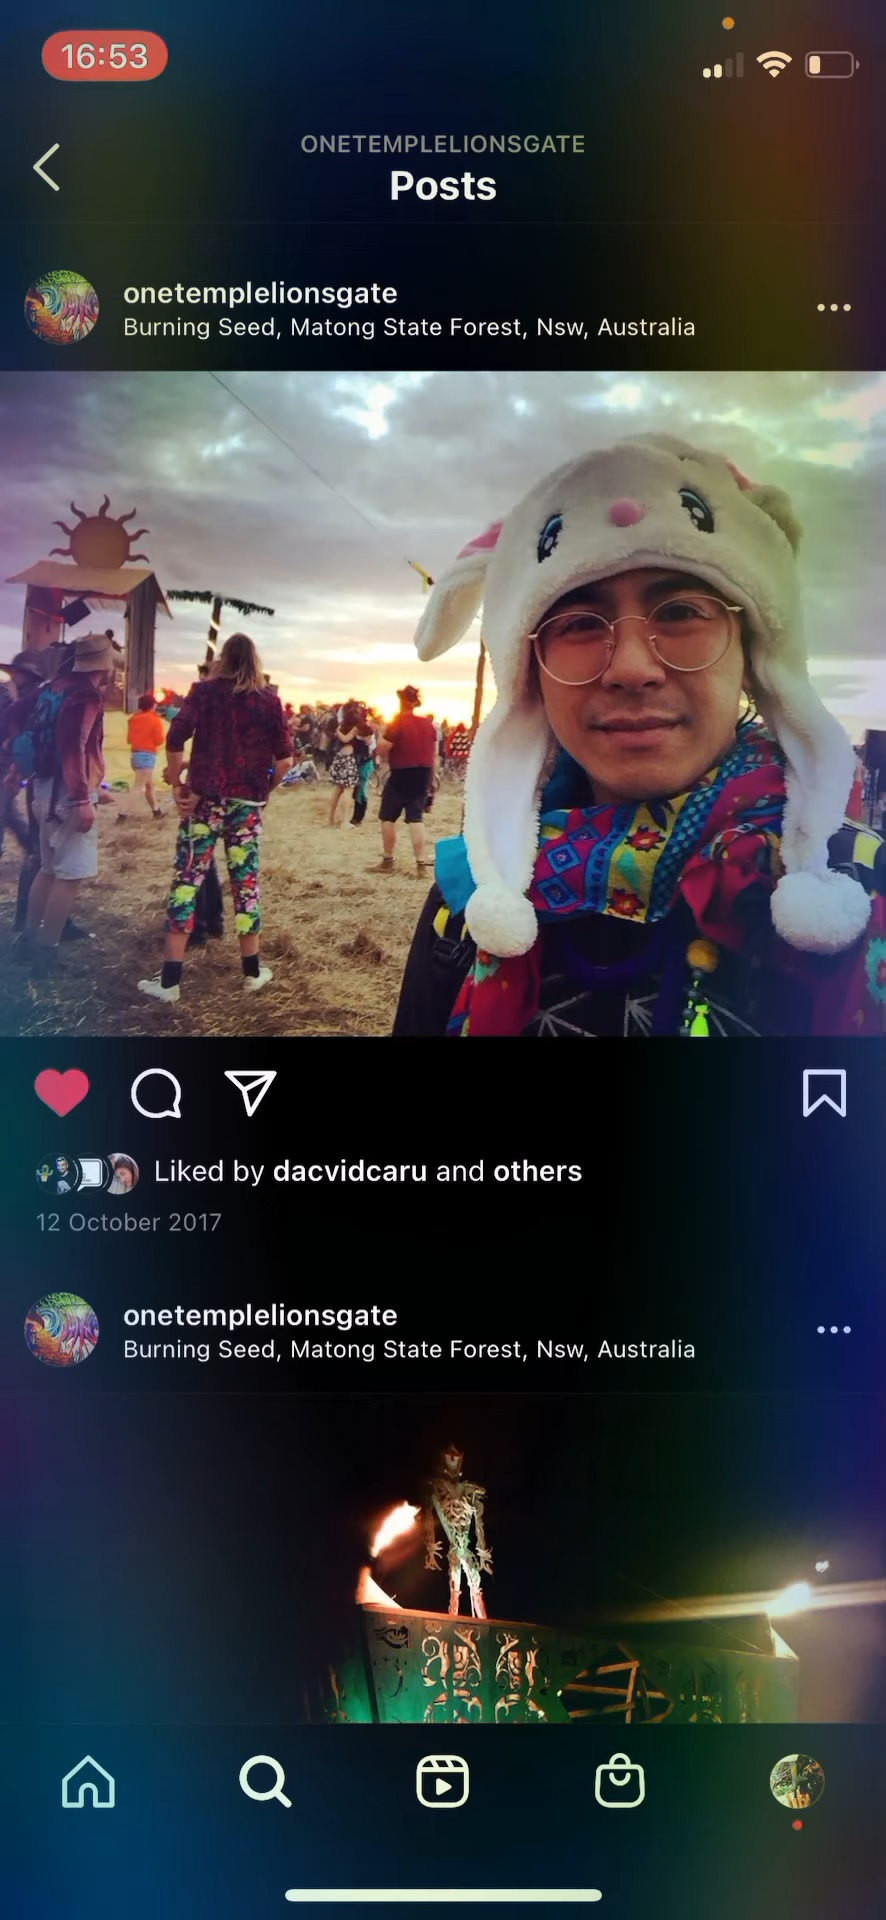 16:53
ONETEMPLELIONSGATE
Posts
onetemplelionsgate
Burning Seed, Matong State Forest, Nsw, Australia
Liked by dacvidcaru and others
12 October 2017
onetemplelionsgate
Burning Seed, Matong State Forest, Nsw, Australia